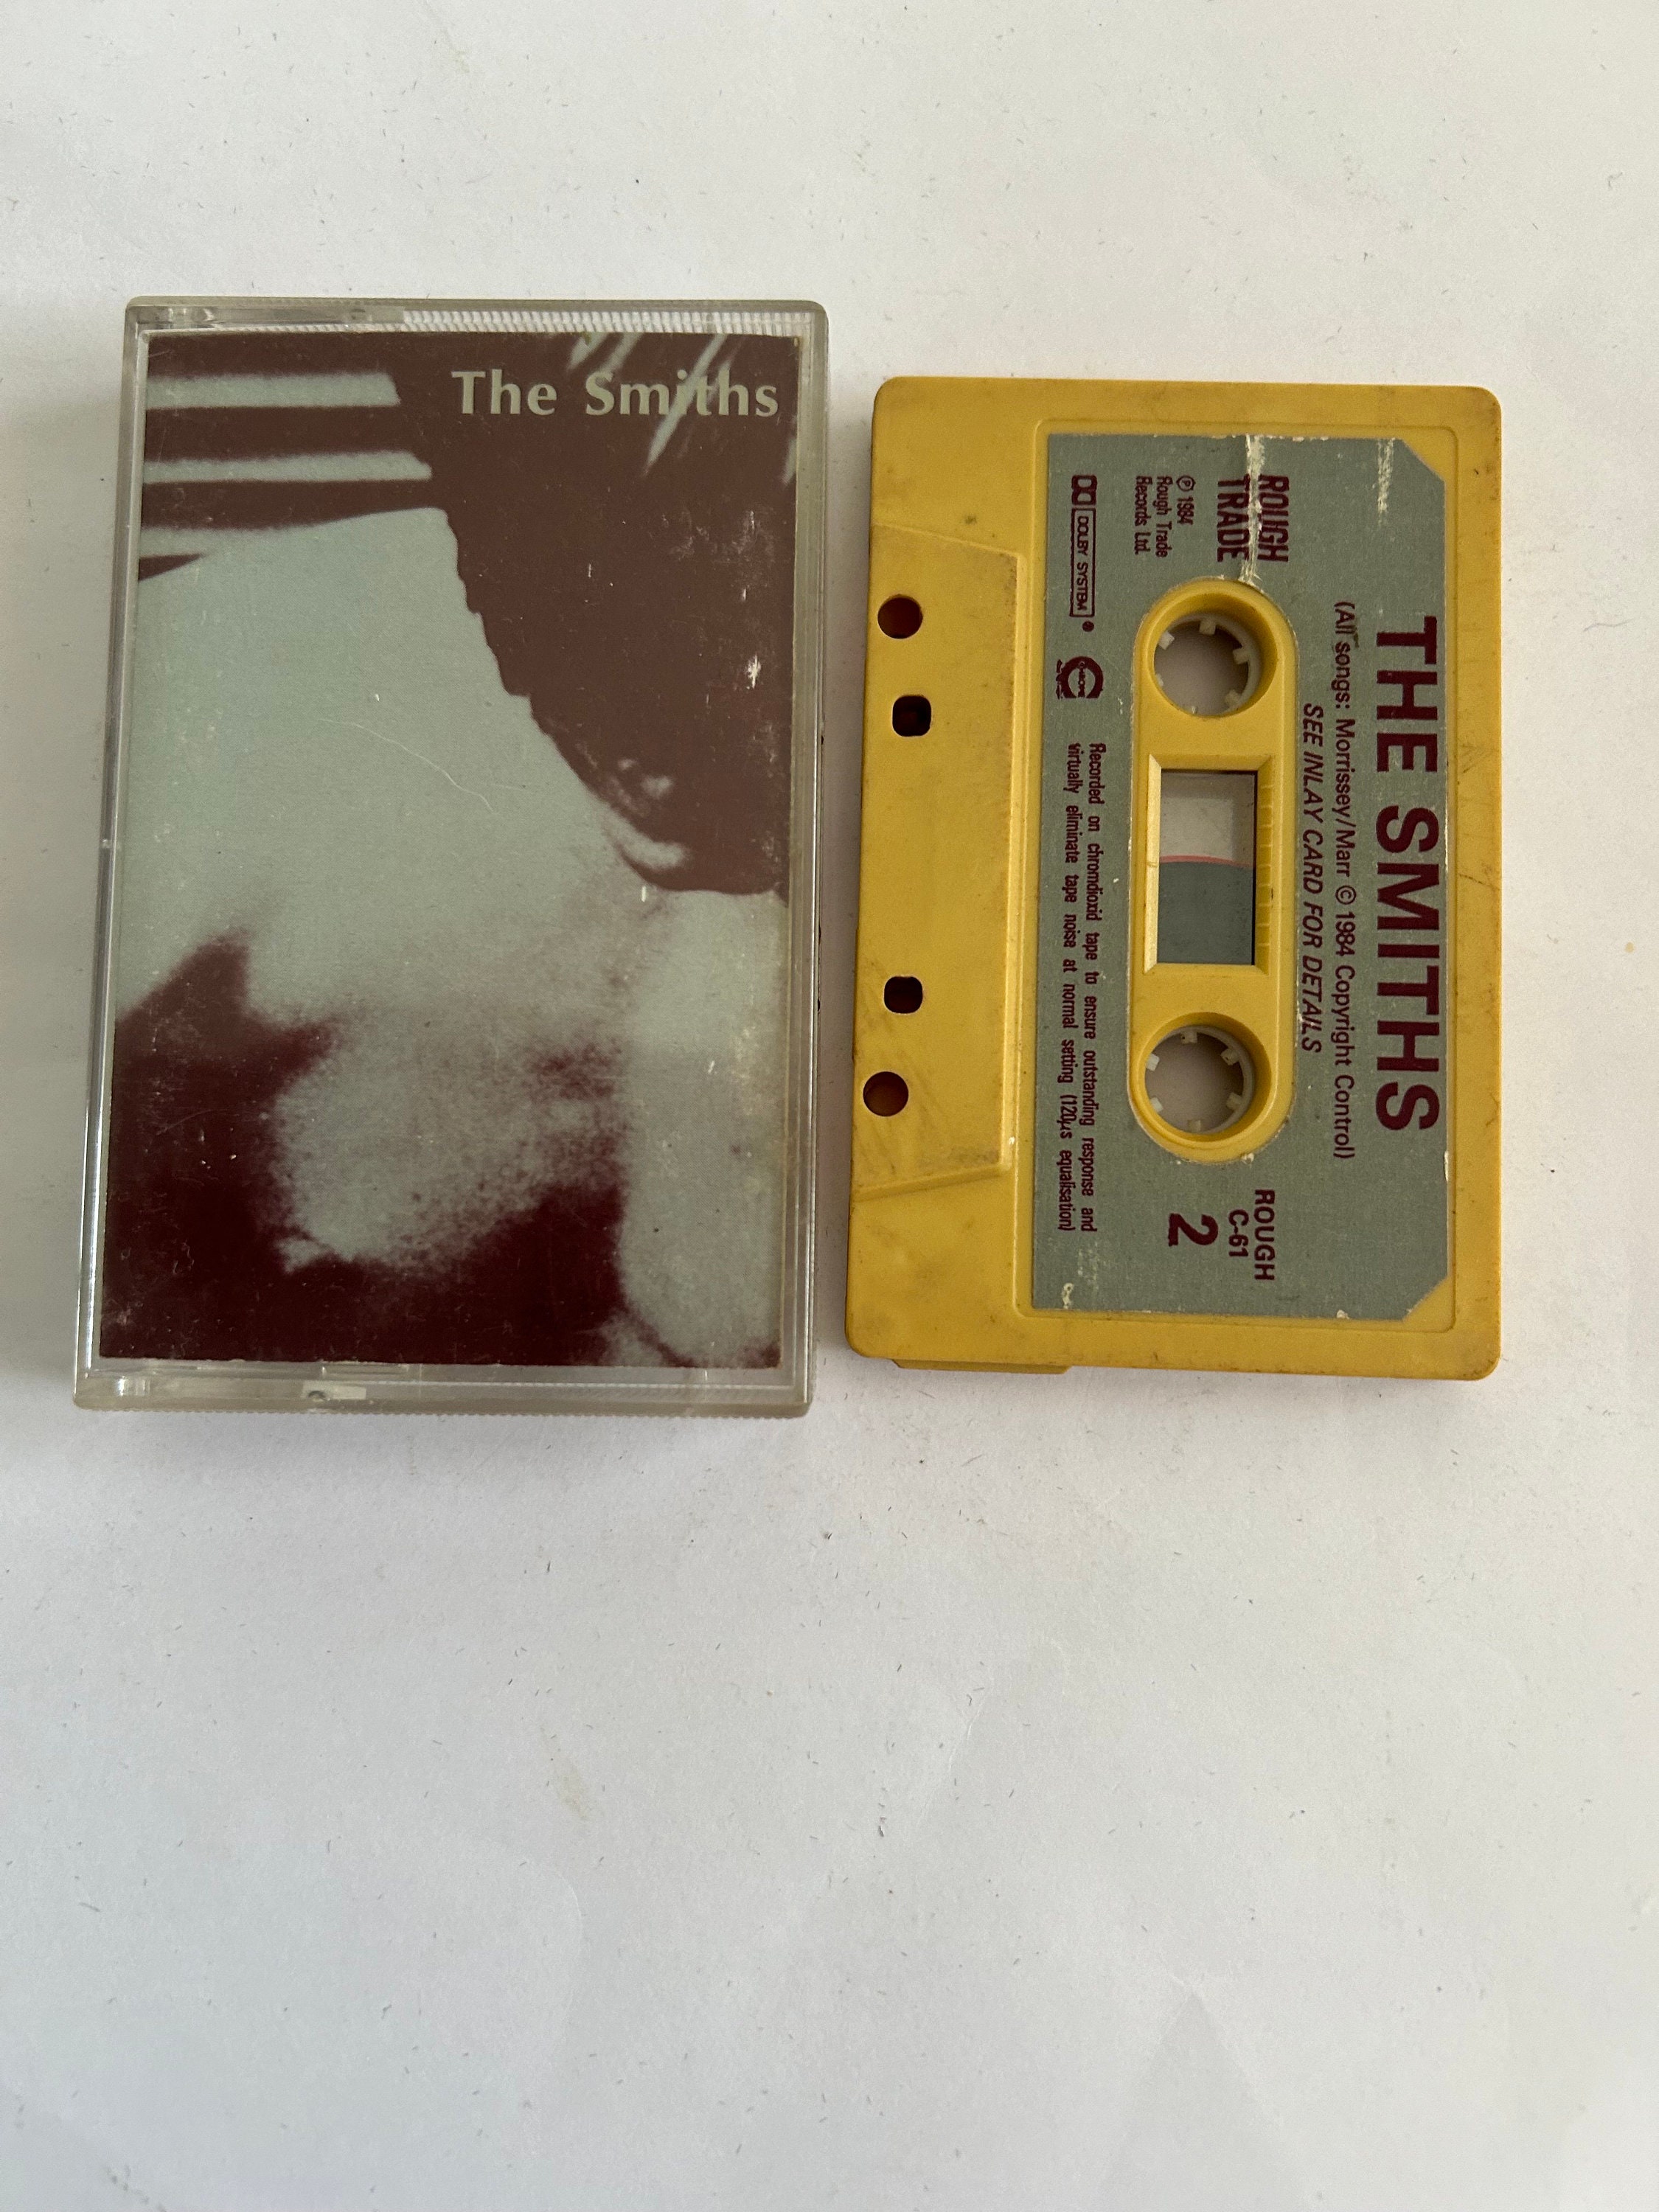 The Smiths
THE SMITHS
(All songs: Morrissey/Marr © 1984 Copyright Control)
SEE INLAY CARD FOR DETAILS
ROUGH
TRADE
℗ 1984
Rough Trade
Records Ltd.
ROUGH
C-61
2
DOLBY SYSTEM ®
CHROME
Recorded on chromdioxid tape to ensure outstanding response and
virtually eliminate tape noise at normal setting (120µs equalisation)